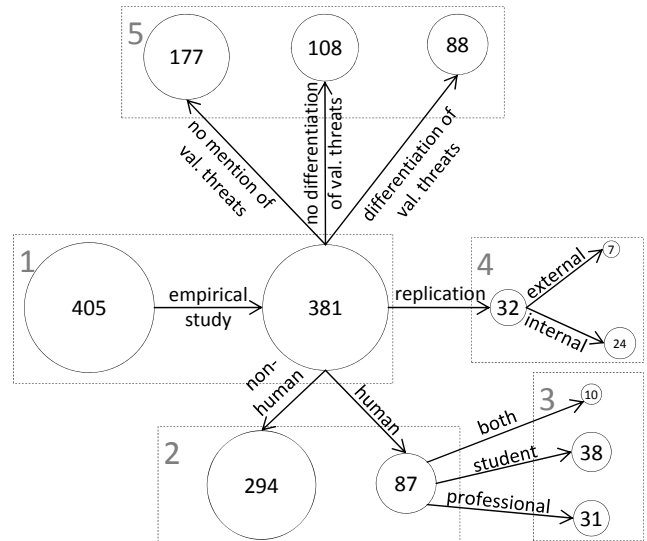 5
177
108
88
no mention of
val. threats
no differentiation
of val. threats
differentiation of
val. threats
1
405
empirical
study
381
replication
4
32
external
7
internal
24
non-
human
human
2
294
87
3
both
10
student
38
professional
31